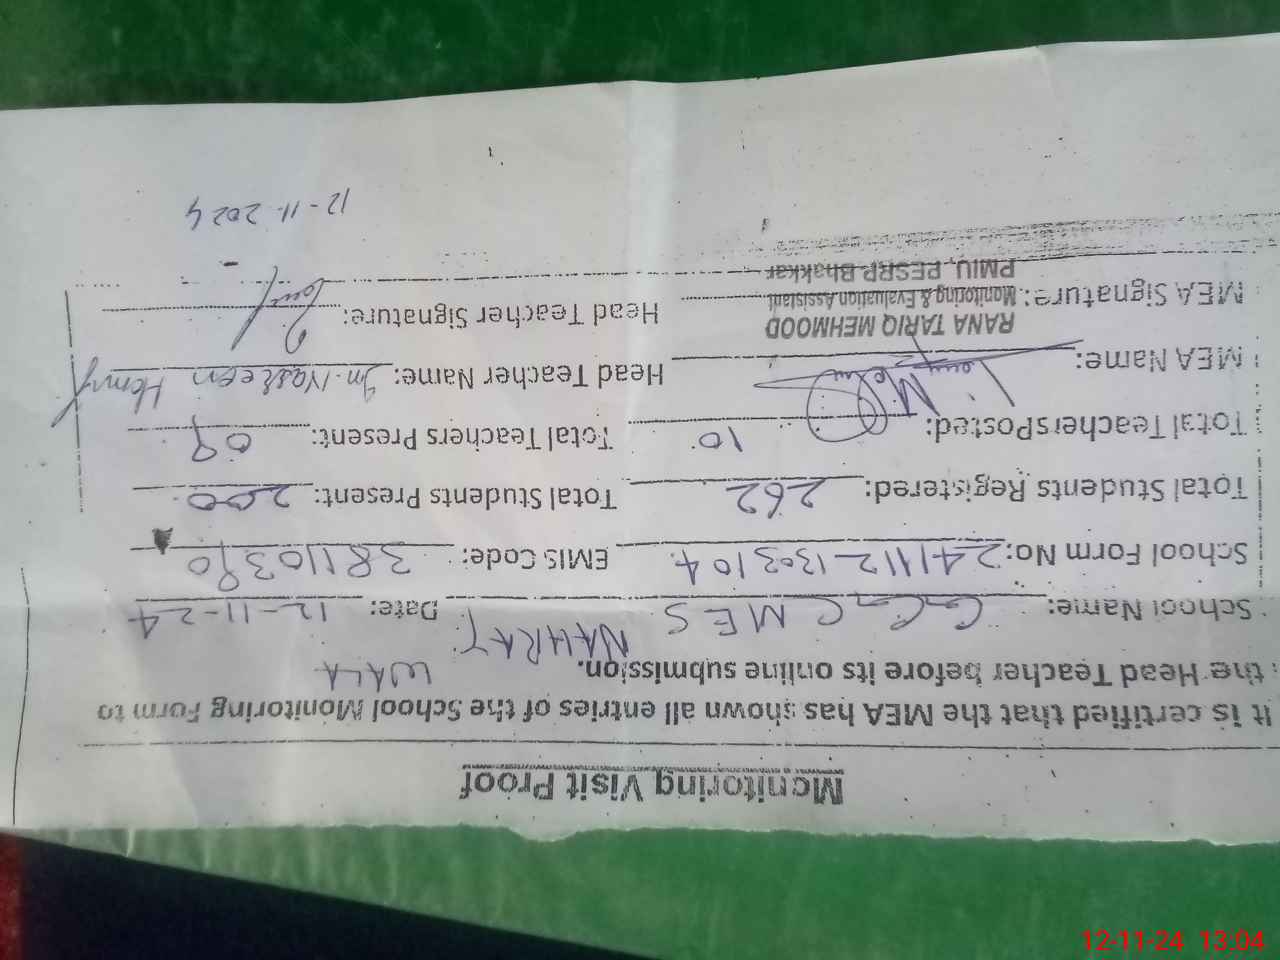 Monitoring Visit Proof
It is certified that the MEA has shown all entries of the School Monitoring Form to
the Head Teacher before its online submission.
WALA
School Name: GGCMES NAHRAY Date: 12-11-24
School Form No: 241112-1303104 EMIS Code: 38110390
Total Students Registered: 262 Total Students Present: 200
Total Teachers Posted: 10 Total Teachers Present: 09
MEA Name: Head Teacher Name:
RANA TARIQ MEHMOOD
Monitoring & Evaluation Assistant
MEA Signature: Head Teacher Signature:
PMIU, PESRP Bhakkar
12-11-2024
12-11-24 13:04